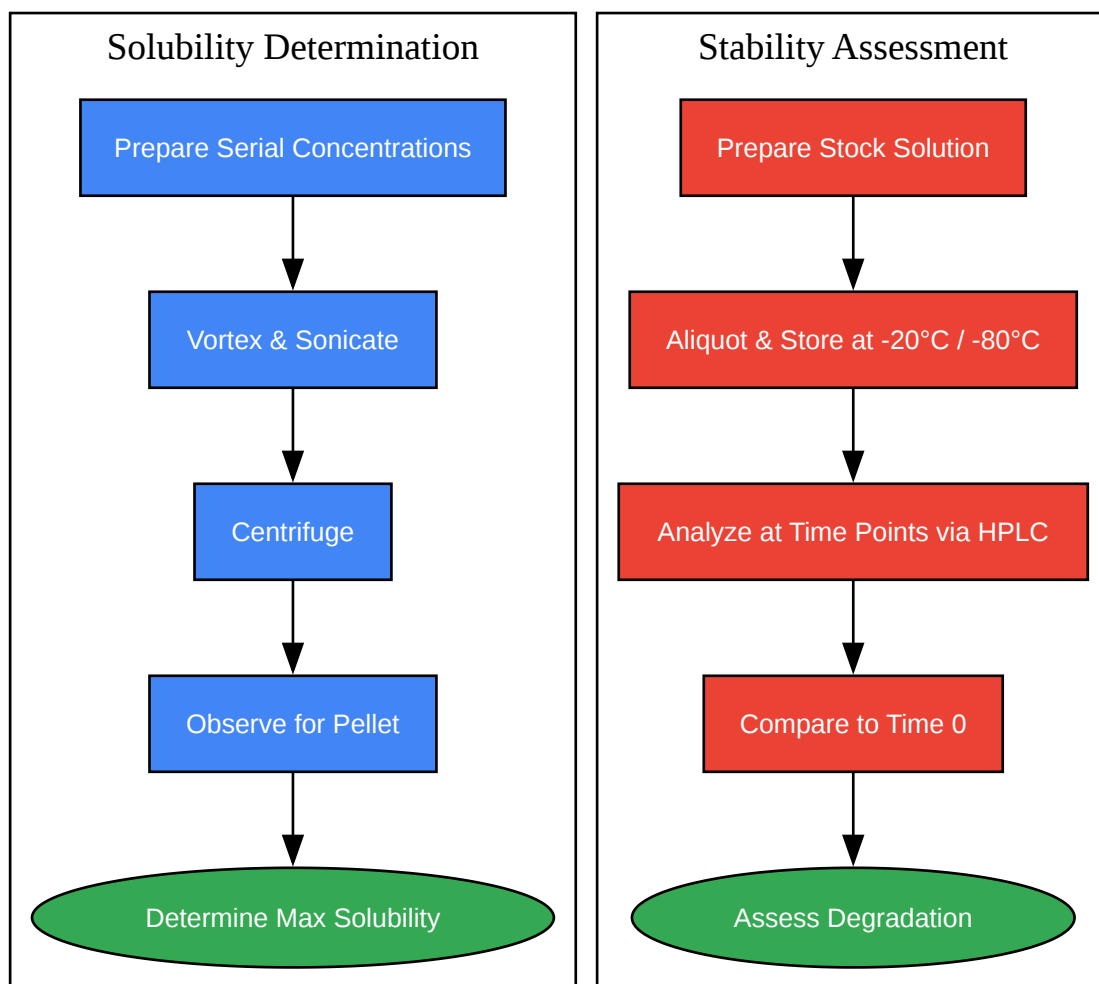 Solubility Determination
Prepare Serial Concentrations
Vortex & Sonicate
Centrifuge
Observe for Pellet
Determine Max Solubility
Stability Assessment
Prepare Stock Solution
Aliquot & Store at -20°C / -80°C
Analyze at Time Points via HPLC
Compare to Time 0
Assess Degradation